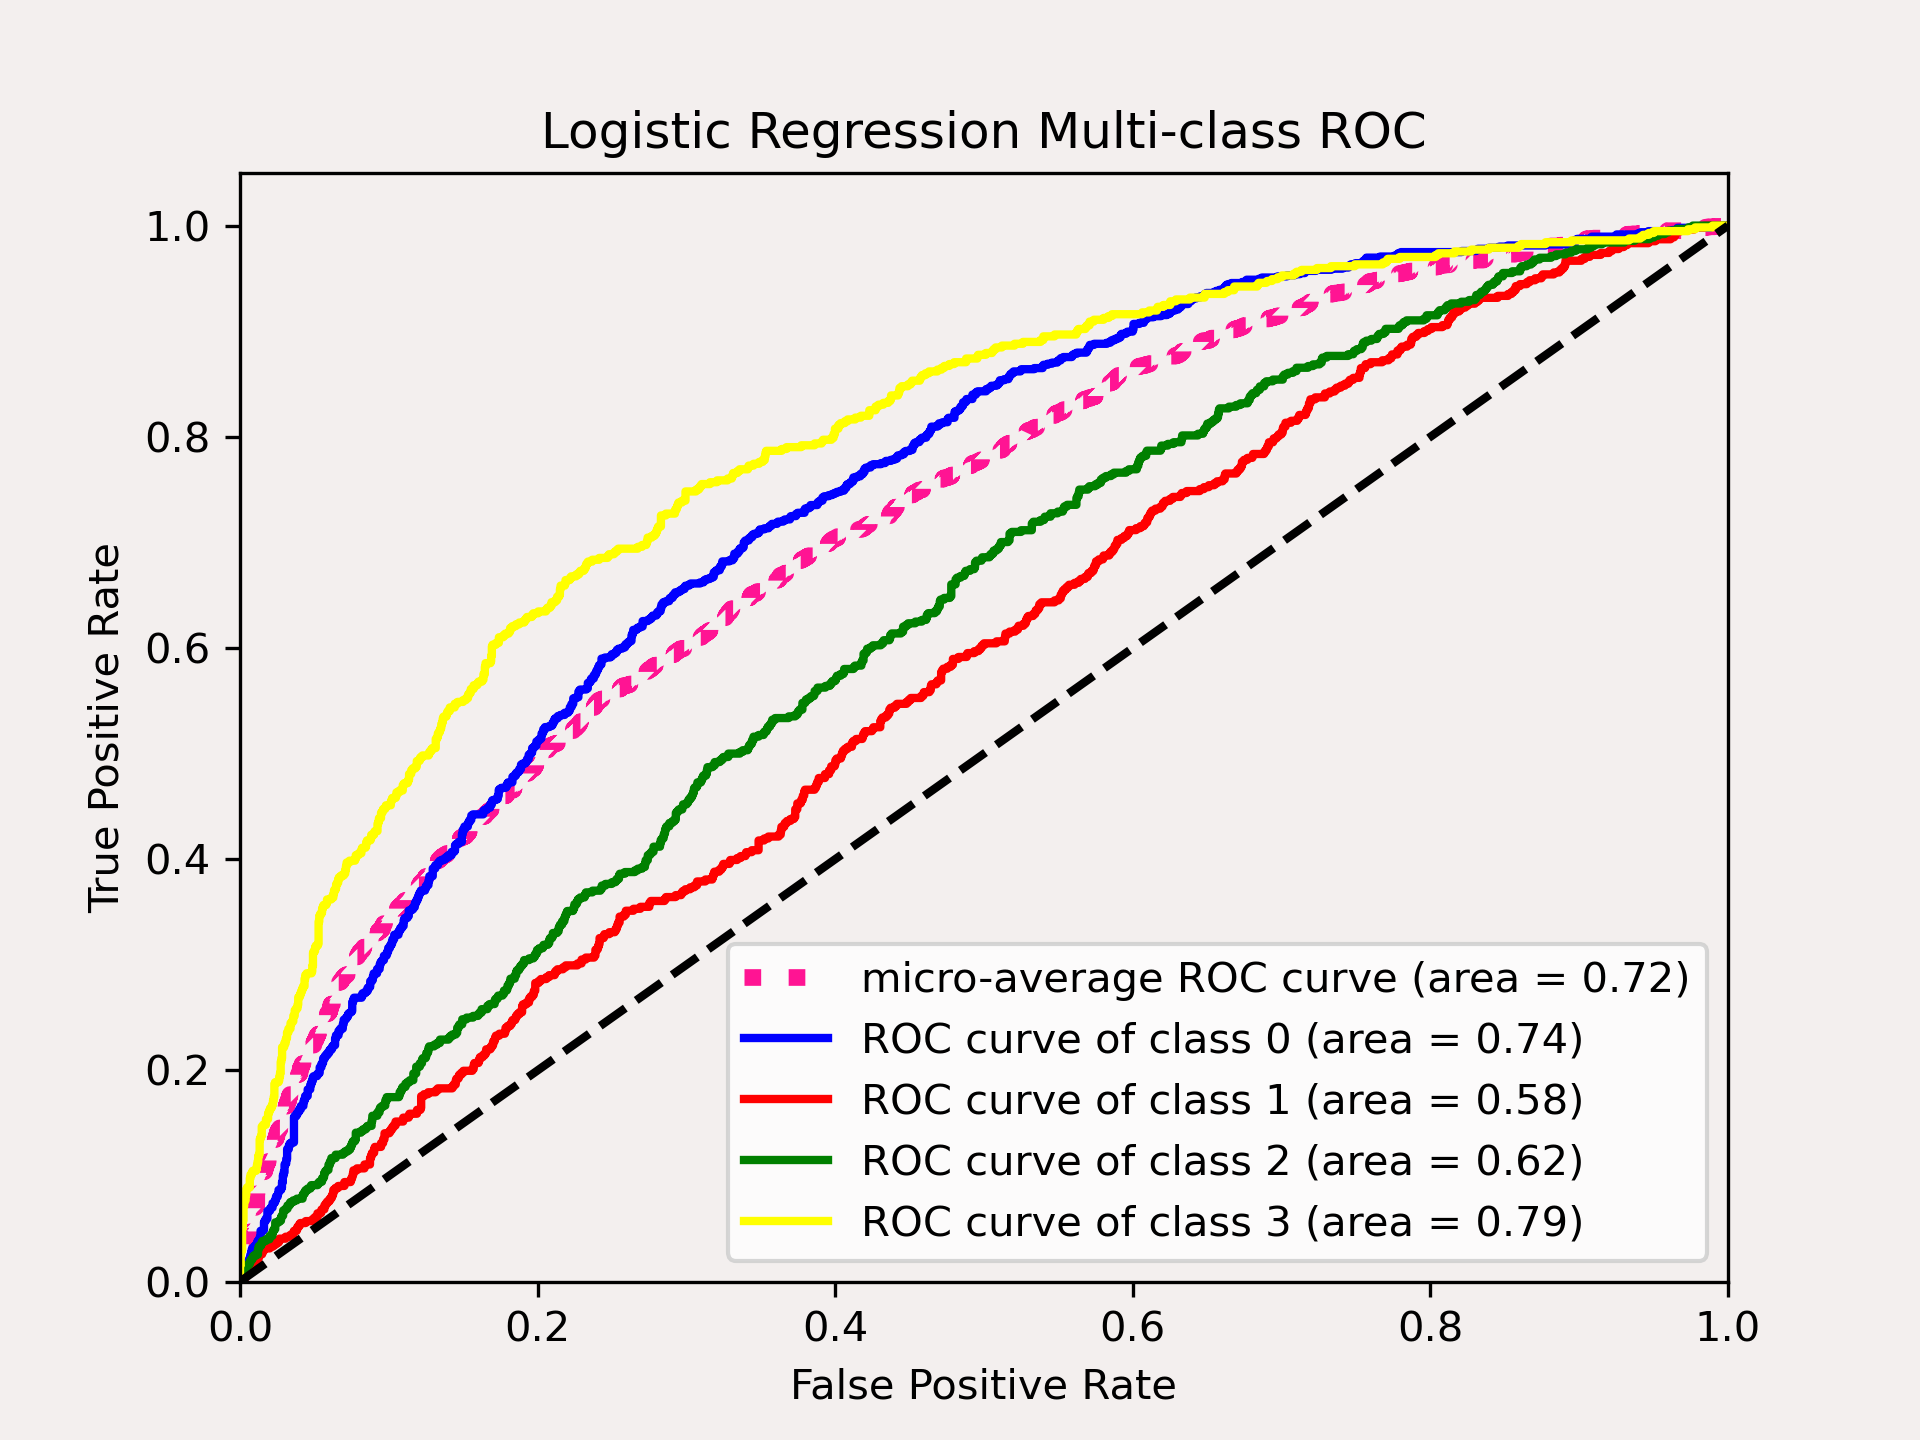 Logistic Regression Multi-class ROC
1.0
0.8
0.6
0.4
0.2
0.0
True Positive Rate
micro-average ROC curve (area = 0.72)
ROC curve of class 0 (area = 0.74)
ROC curve of class 1 (area = 0.58)
ROC curve of class 2 (area = 0.62)
ROC curve of class 3 (area = 0.79)
0.0 0.2 0.4 0.6 0.8 1.0
False Positive Rate